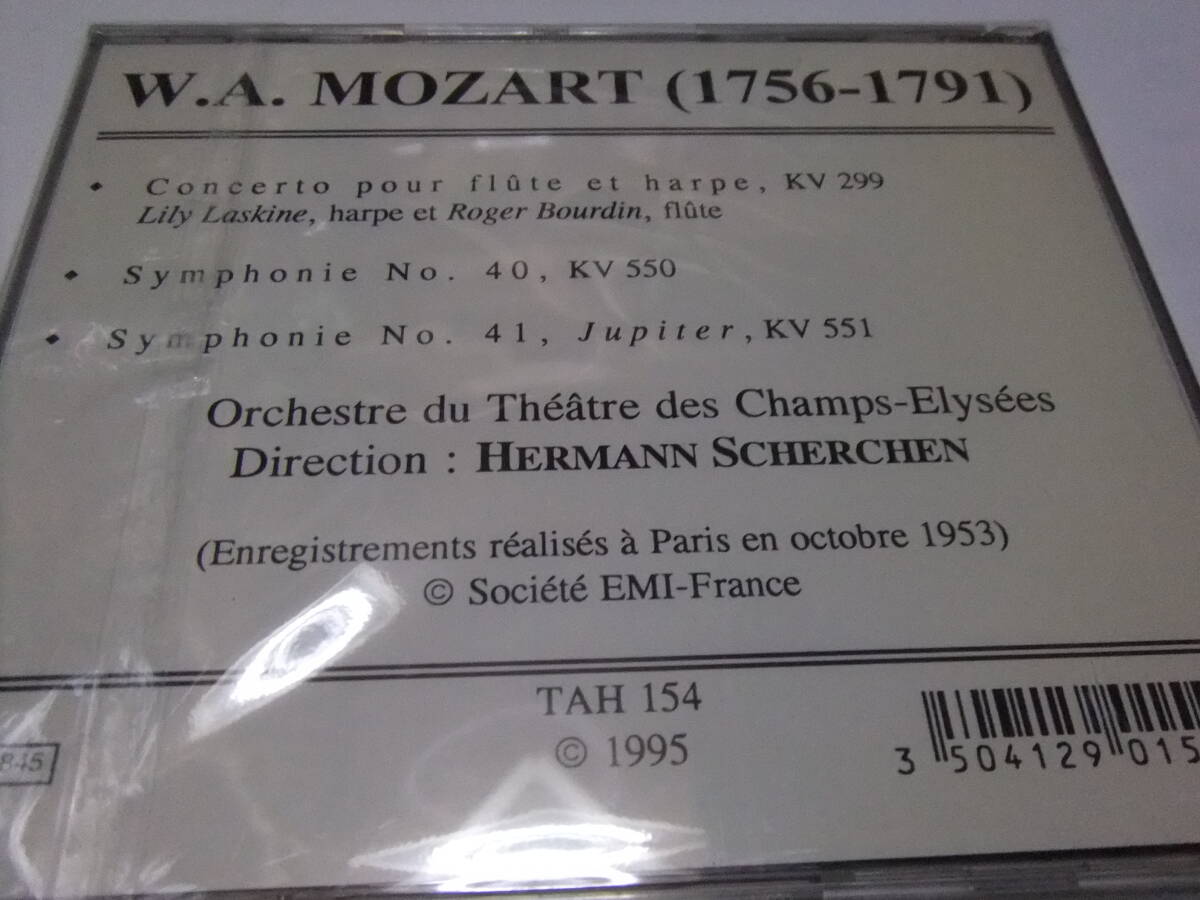 W.A. MOZART (1756-1791)
◆ Concerto pour flûte et harpe, KV 299
Lily Laskine, harpe et Roger Bourdin, flûte
◆ Symphonie No. 40, KV 550
◆ Symphonie No. 41, Jupiter, KV 551
Orchestre du Théâtre des Champs-Elysées
Direction : HERMANN SCHERCHEN
(Enregistrements réalisés à Paris en octobre 1953)
© Société EMI-France
TAH 154
© 1995
845
3 504129 015